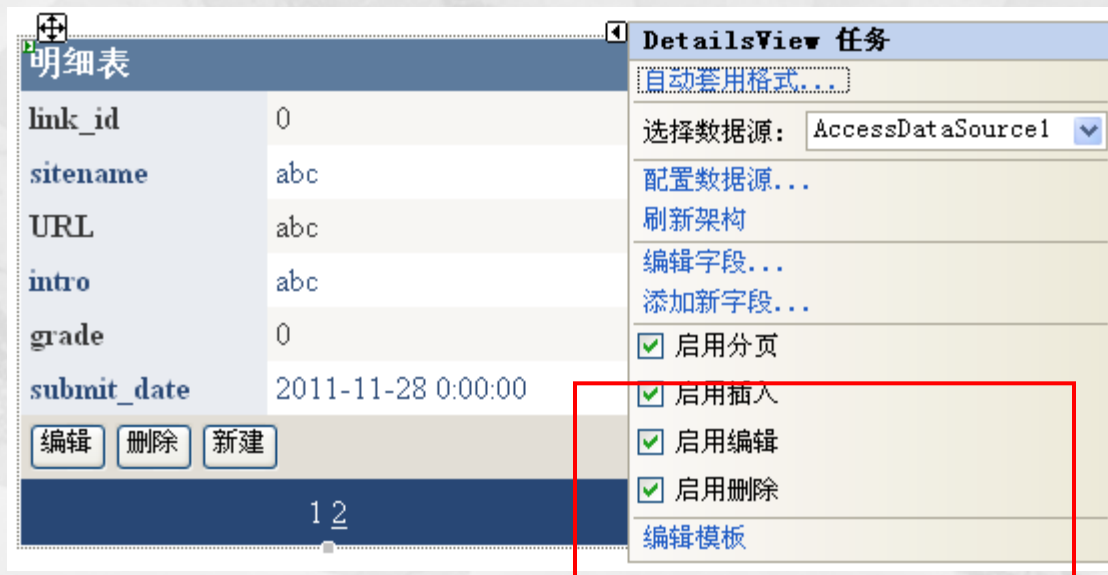 明细表
link_id 0
sitename abc
URL abc
intro abc
grade 0
submit_date 2011-11-28 0:00:00
编辑 删除 新建
1 2
DetailsView 任务
自动套用格式...
选择数据源: AccessDataSource1
配置数据源...
刷新架构
编辑字段...
添加新字段...
启用分页
启用插入
启用编辑
启用删除
编辑模板